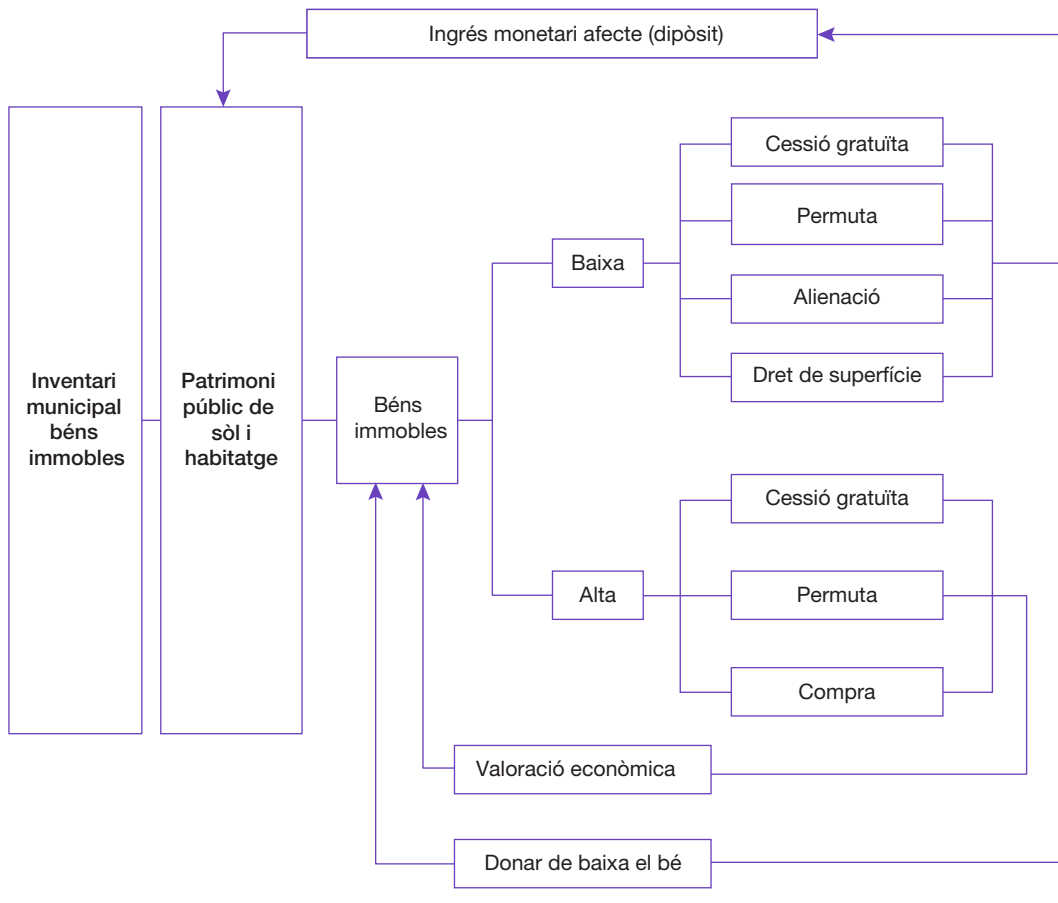 Ingrés monetari afecte (dipòsit)
Inventari
municipal
béns
immobles
Patrimoni
públic de
sòl i
habitatge
Béns
immobles
Baixa
Cessió gratuïta
Permuta
Alienació
Dret de superfície
Alta
Cessió gratuïta
Permuta
Compra
Valoració econòmica
Donar de baixa el bé